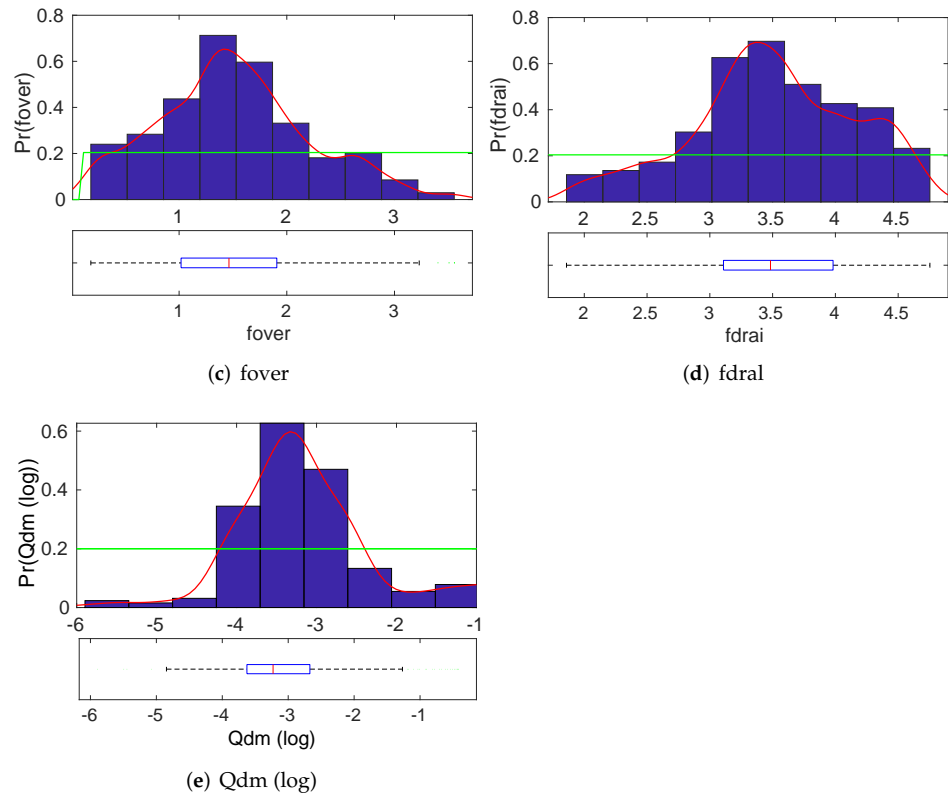 0.8
0.6
0.4
0.2
0
Pr(fover)
1 2 3
1 2 3
fover
(c) fover
0.8
0.6
0.4
0.2
0
Pr(fdrai)
2 2.5 3 3.5 4 4.5
2 2.5 3 3.5 4 4.5
fdrai
(d) fdral
0.6
0.4
0.2
0
Pr(Qdm (log))
-6 -5 -4 -3 -2 -1
-6 -5 -4 -3 -2 -1
Qdm (log)
(e) Qdm (log)